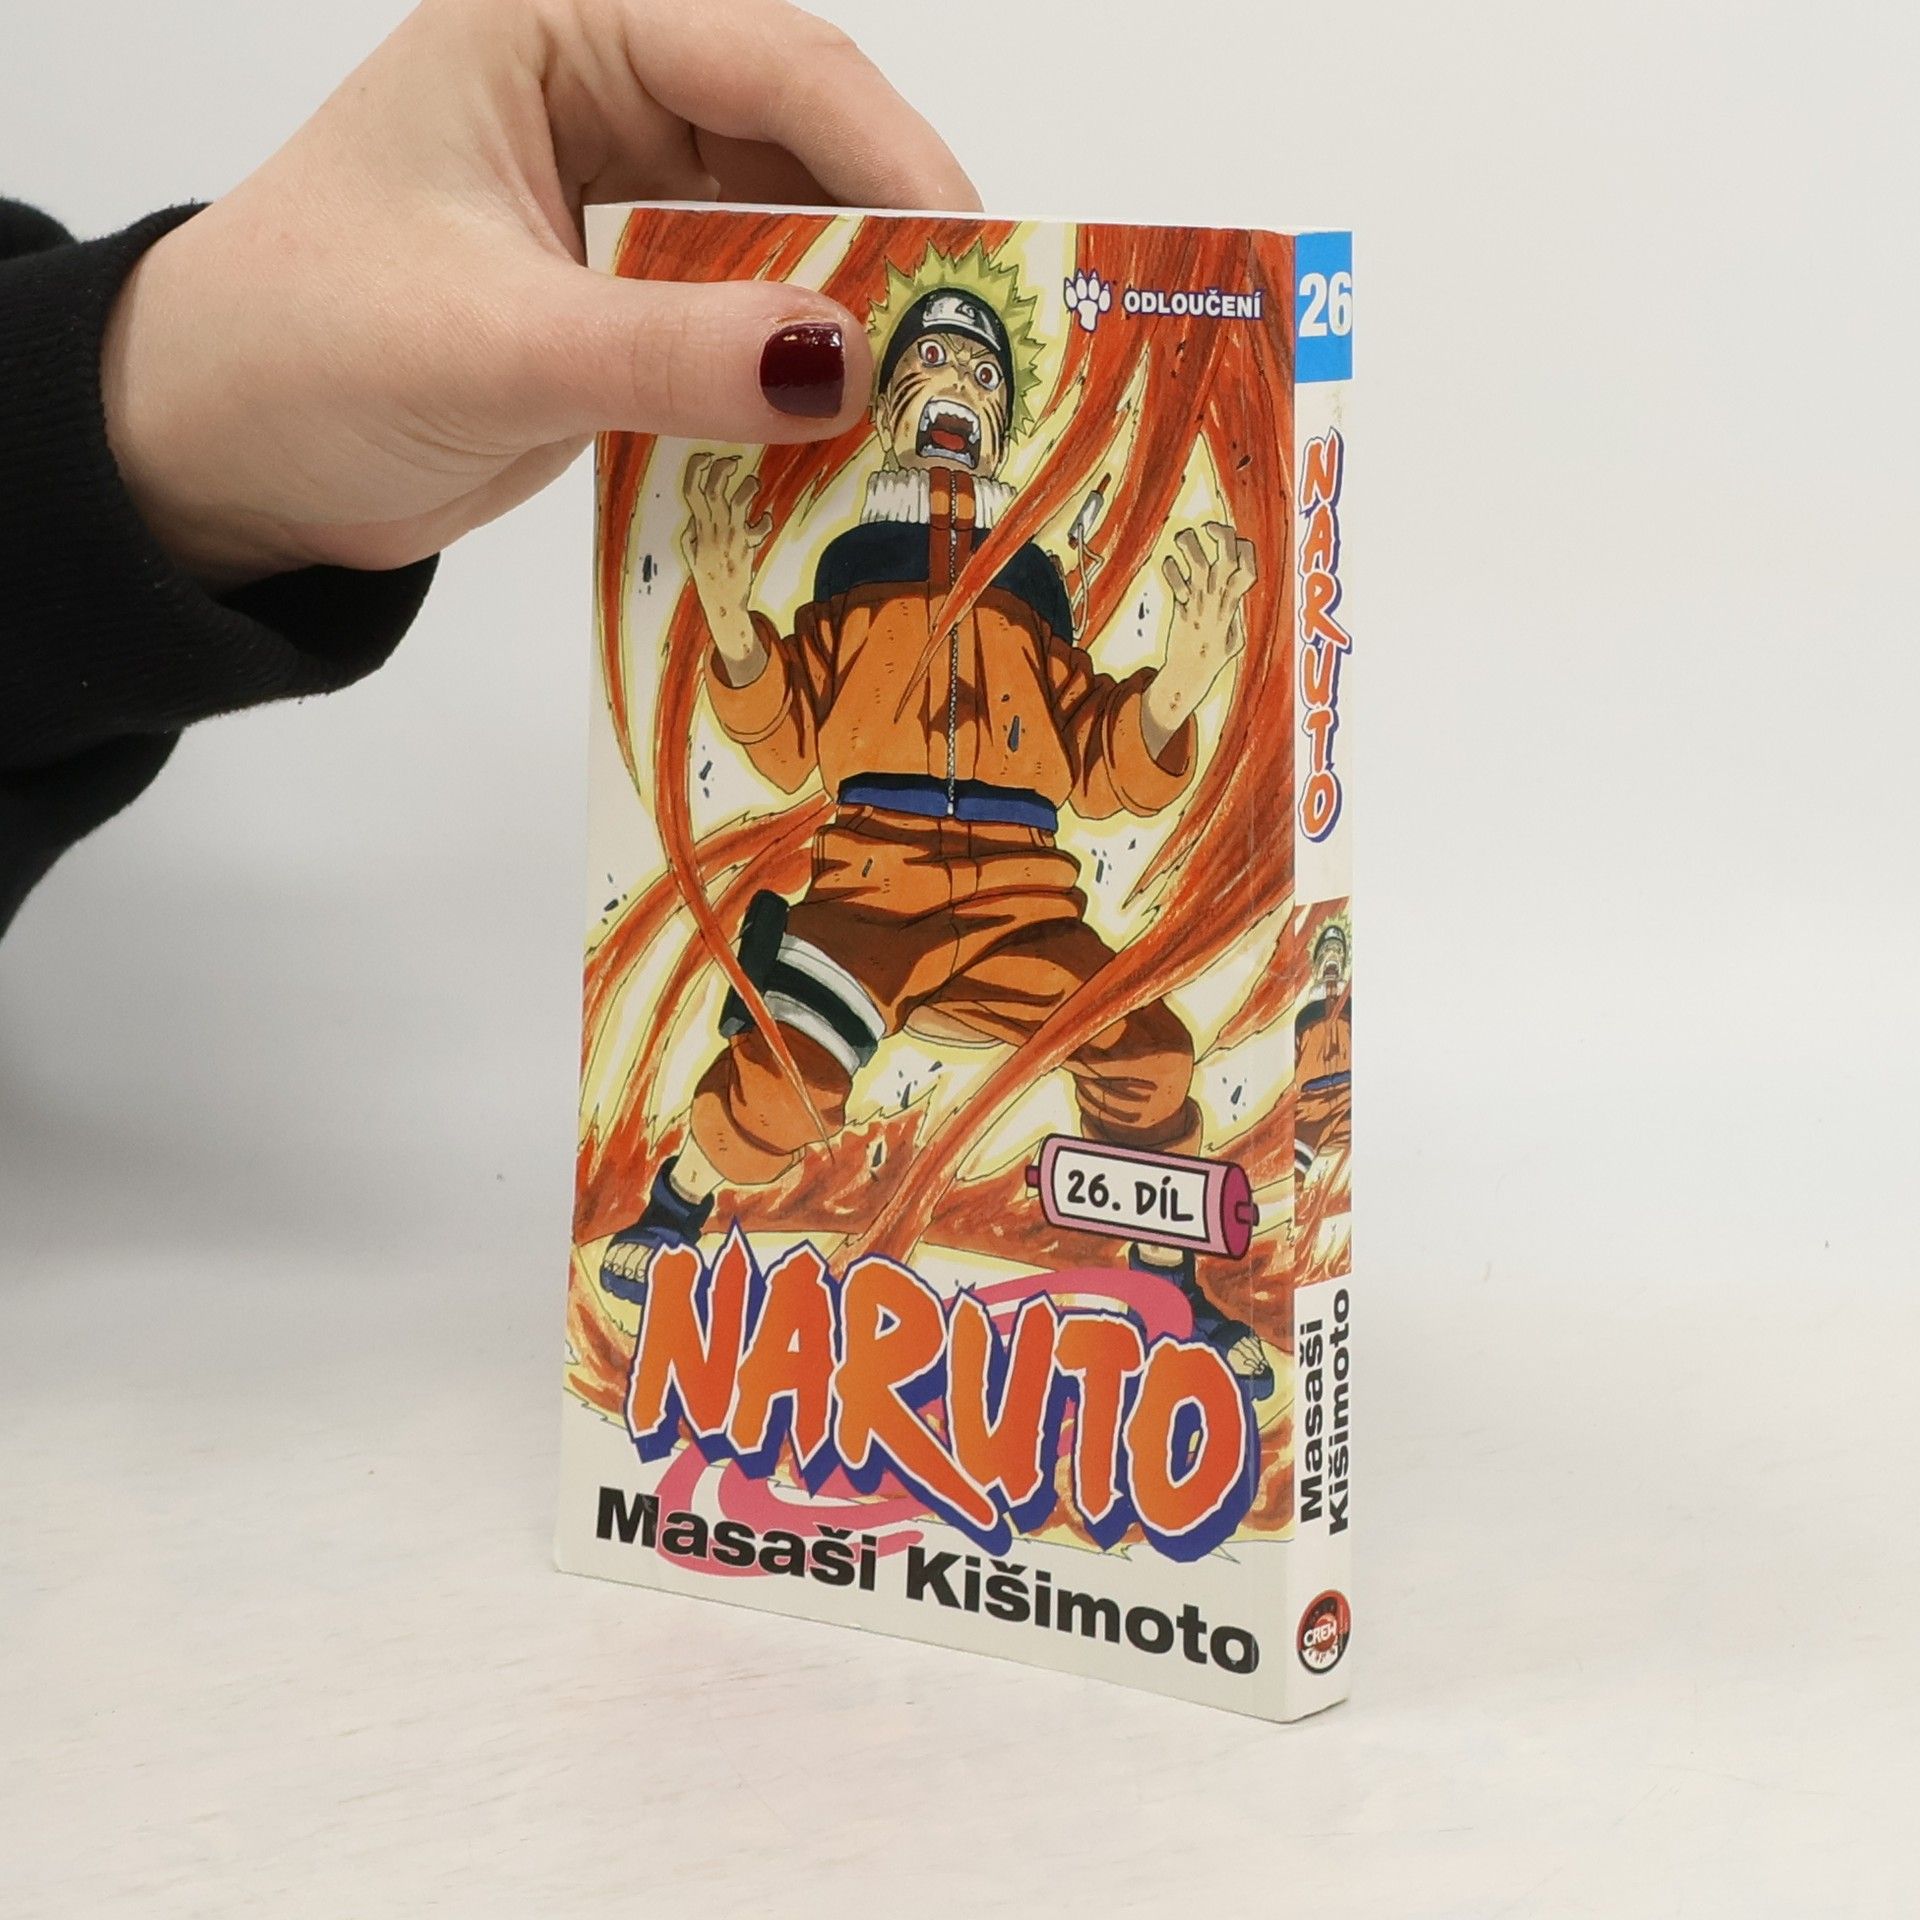 ODLOUČENÍ
26. DÍL
NARUTO
Masaši Kišimoto
26
NARUTO
Masaši
Kišimoto
CREW